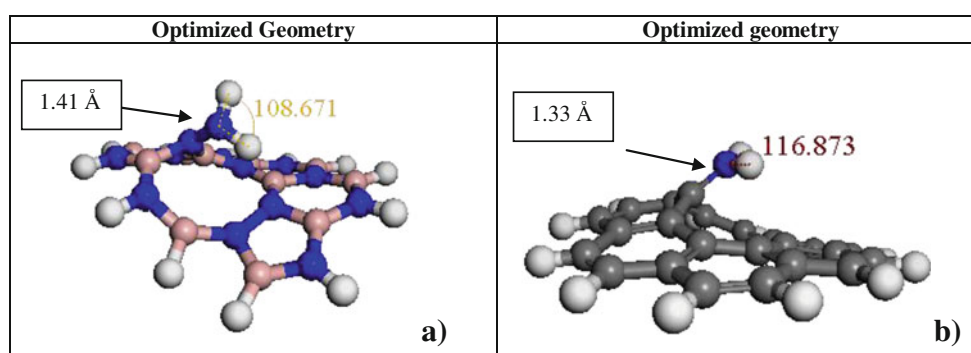 Optimized Geometry
Optimized geometry
1.41 Å
108.671
a)
1.33 Å
116.873
b)